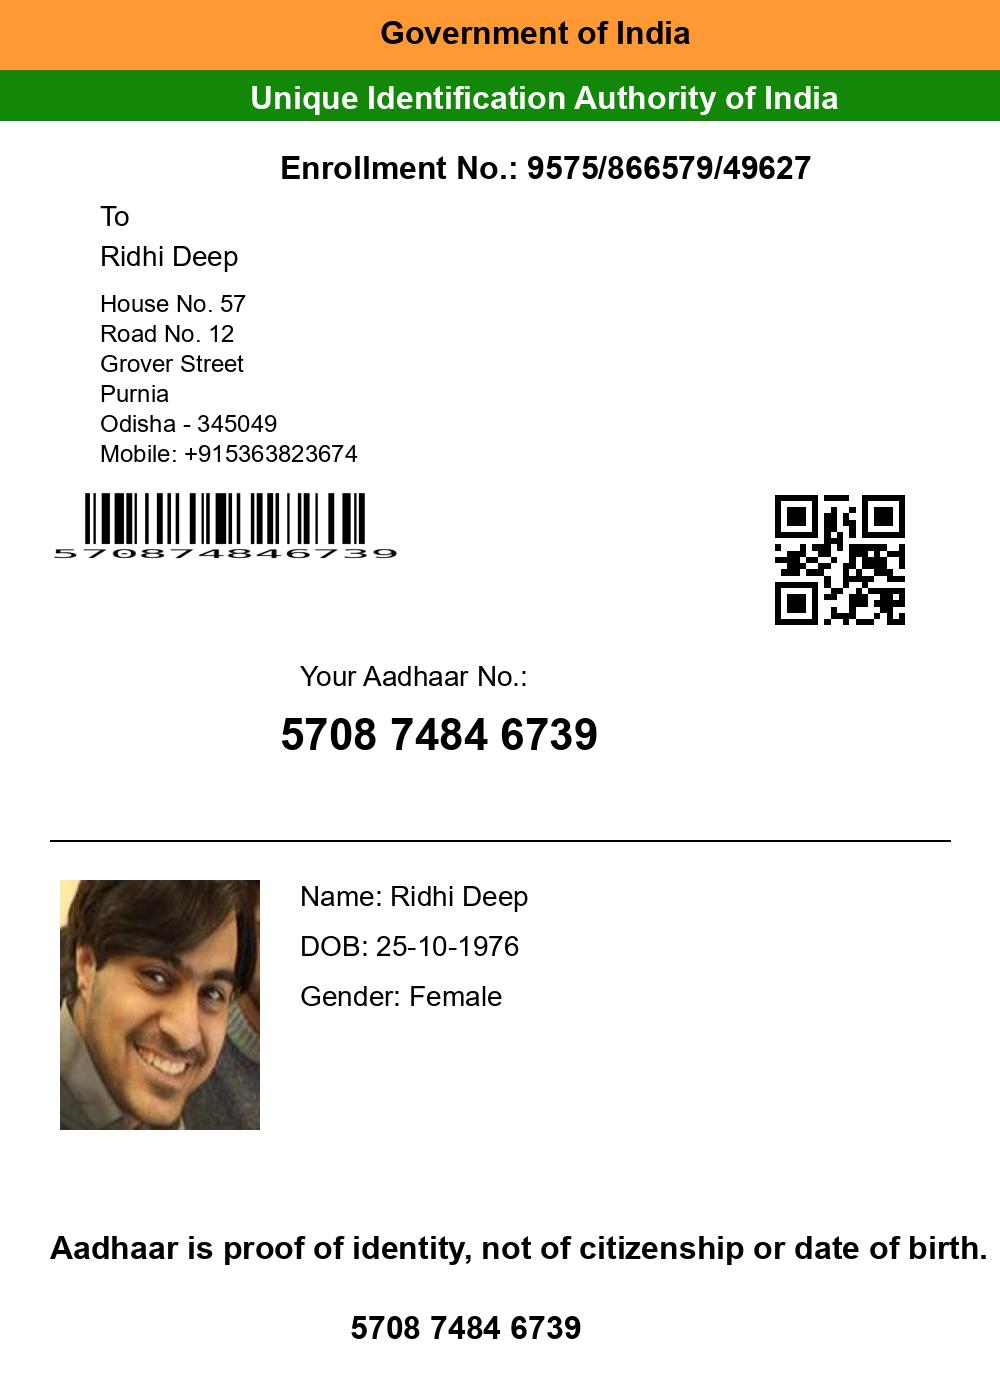 Government of India
Unique Identification Authority of India
Enrollment No.: 9575/866579/49627
To
Ridhi Deep
House No. 57
Road No. 12
Grover Street
Purnia
Odisha - 345049
Mobile: +915363823674
570874846739
Your Aadhaar No.:
5708 7484 6739
Name: Ridhi Deep
DOB: 25-10-1976
Gender: Female
Aadhaar is proof of identity, not of citizenship or date of birth.
5708 7484 6739